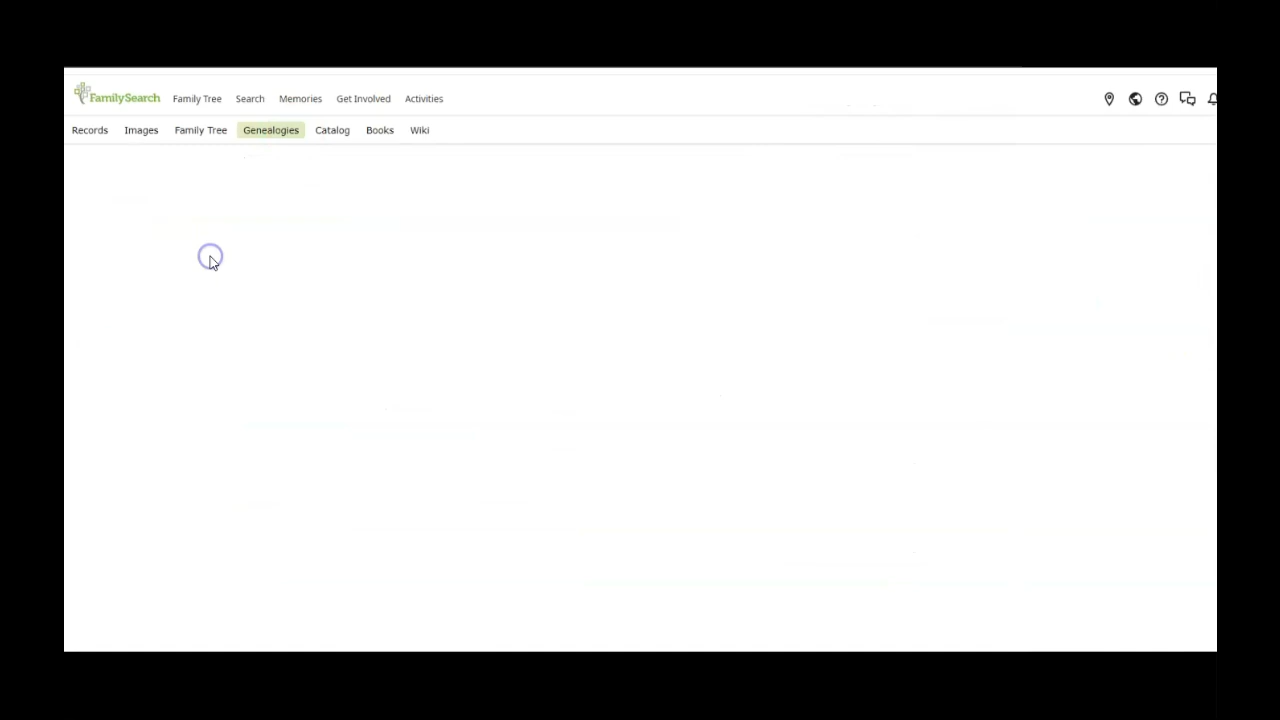 FamilySearch Family Tree Search Memories Get Involved Activities
Records Images Family Tree Genealogies Catalog Books Wiki